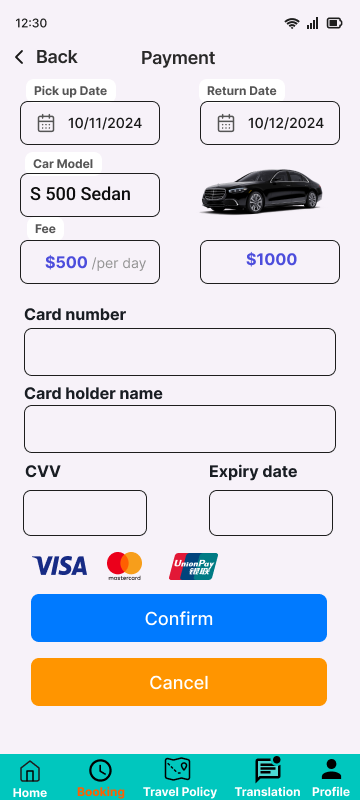 12:30
Back
Payment
Pick up Date
Return Date
10/11/2024
10/12/2024
Car Model
S 500 Sedan
Fee
$500 /per day
$1000
Card number
Card holder name
CVV
Expiry date
VISA
mastercard
UnionPay
银联
Confirm
Cancel
Home
Booking
Travel Policy
Translation
Profile